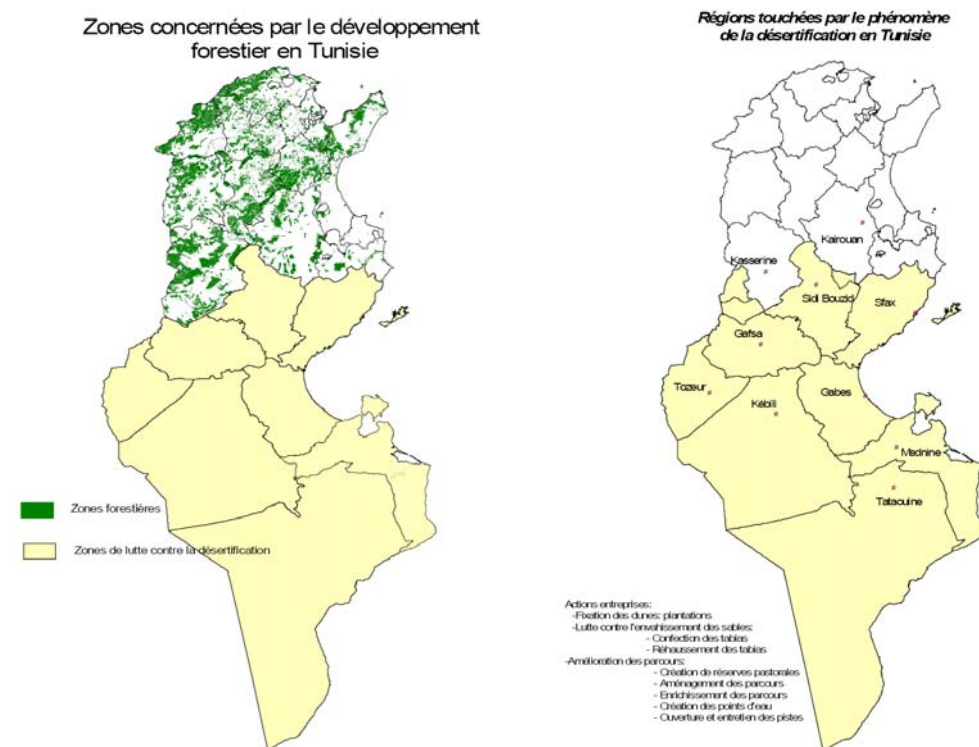 Zones concernées par le développement
forestier en Tunisie
Zones forestières
Zones de lutte contre la désertification
Régions touchées par le phénomène
de la désertification en Tunisie
Kairouan
Kasserine
Sidi Bouzid
Sfax
Gafsa
Tozeur
Kébili
Gabes
Mednine
Tataouine
Actions entreprises:
-Fixation des dunes: plantations
-Lutte contre l'envahissement des sables:
- Confection des tabias
- Réhaussement des tabias
-Amélioration des parcours:
- Création de réserves pastorales
- Aménagement des parcours
- Enrichissement des parcours
- Création des points d'eau
- Ouverture et entretien des pistes